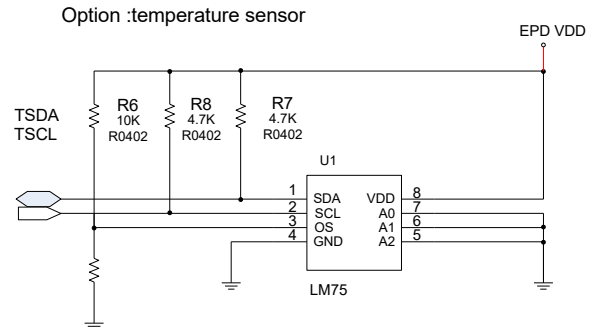 Option :temperature sensor
EPD VDD
TSDA
TSCL
R6
10K
R0402
R8
4.7K
R0402
R7
4.7K
R0402
U1
1 SDA VDD 8
2 SCL A0 7
3 OS A1 6
4 GND A2 5
LM75